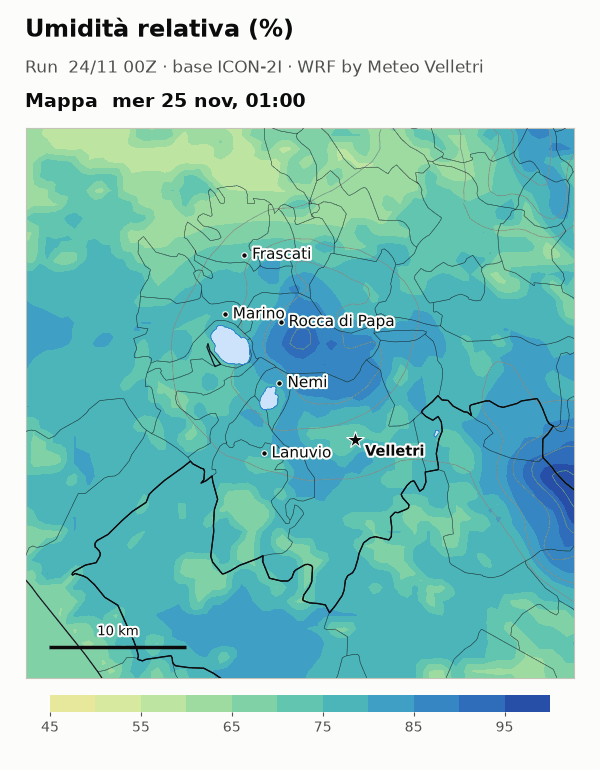 Umidità relativa (%)
Run  24/11 00Z · base ICON-2I · WRF by Meteo Velletri
Mappa  mer 25 nov, 01:00
Frascati
Marino
Rocca di Papa
Nemi
Velletri
Lanuvio
10 km
45 55 65 75 85 95